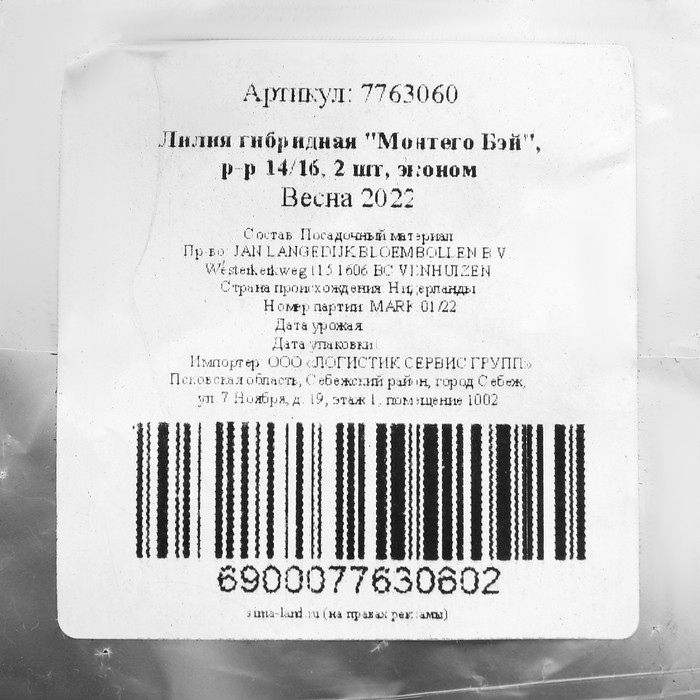 Артикул: 7763060
Лилия гибридная "Монтего Бэй",
р-р 14/16, 2 шт, эконом
Весна 2022
Состав: Посадочный материал
Пр-во: JAN LANGEDIJK BLOEMBOLLEN B.V
Westerkerkweg 115 1606 BC VENHUIZEN
Страна происхождения: Нидерланды
Номер партии: MARK 01/22
Дата урожая:
Дата упаковки:
Импортер: ООО «ЛОГИСТИК СЕРВИС ГРУПП»
Псковская область, Себежский район, город Себеж,
ул. 7 Ноября, д. 19, этаж 1, помещение 1002
6900077630602
sima-land.ru (на правах рекламы)